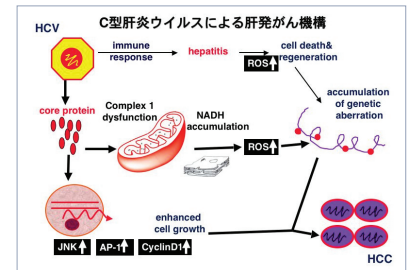 C型肝炎ウイルスによる肝発がん機構
HCV
immune
response
hepatitis
cell death&
regeneration
ROS
core protein
Complex 1
dysfunction
NADH
accumulation
ROS
accumulation
of genetic
aberration
enhanced
cell growth
JNK
AP-1
CyclinD1
HCC